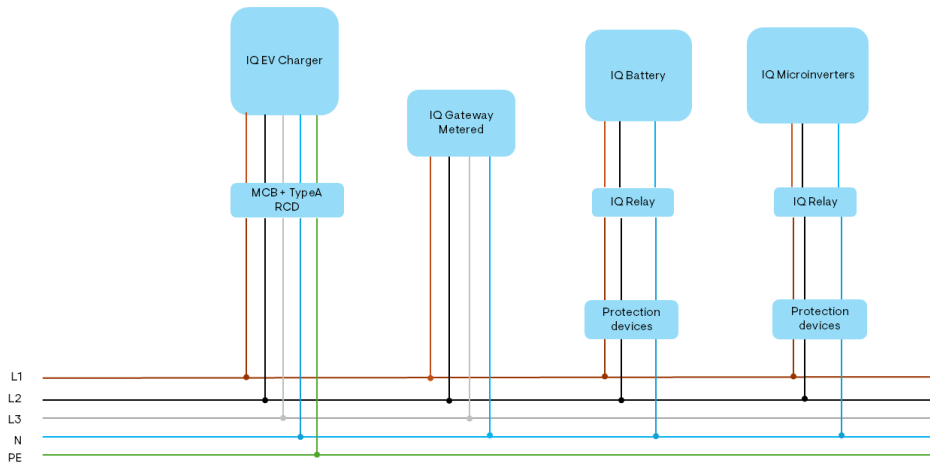 IQ EV Charger
IQ Gateway
Metered
IQ Battery
IQ Microinverters
MCB + TypeA
RCD
IQ Relay
IQ Relay
Protection
devices
Protection
devices
L1
L2
L3
N
PE